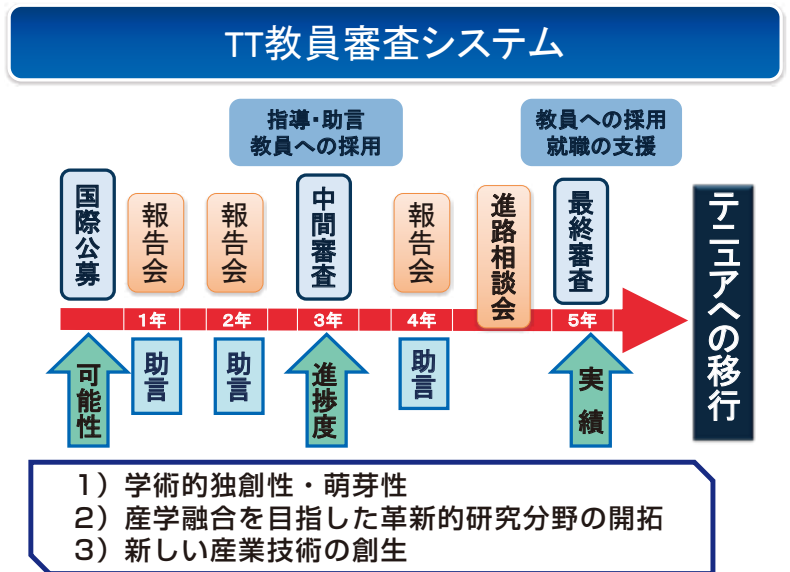 TT教員審査システム
指導・助言
教員への採用
教員への採用
就職の支援
国際公募
報告会
報告会
中間審査
報告会
進路相談会
最終審査
テニュアへの移行
1年
2年
3年
4年
5年
可能性
助言
助言
進捗度
助言
実績
1）学術的独創性・萌芽性
2）産学融合を目指した革新的研究分野の開拓
3）新しい産業技術の創生